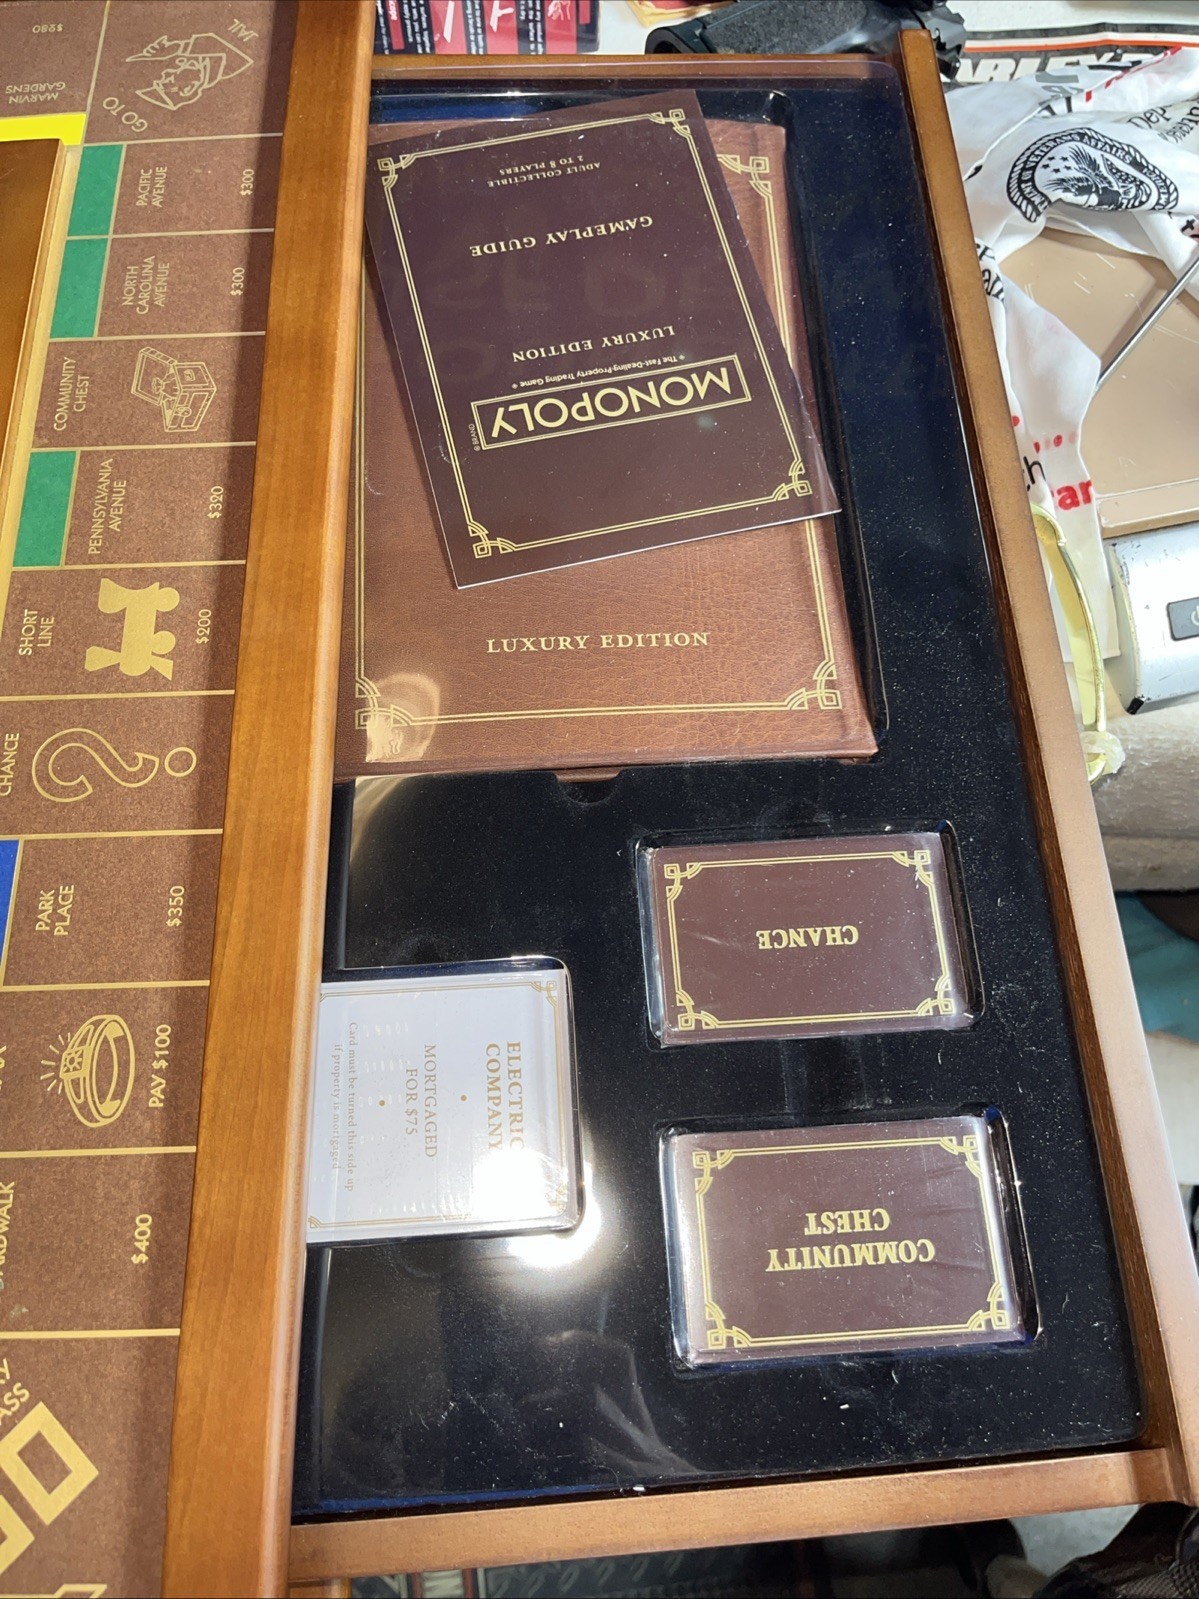 $280
MARVIN
GARDENS
GO TO
JAIL
PACIFIC
AVENUE
$300
NORTH
CAROLINA
AVENUE
$300
COMMUNITY
CHEST
PENNSYLVANIA
AVENUE
$320
SHORT
LINE
$200
CHANCE
PARK
PLACE
$350
PAY $100
$400
MONOPOLY
® BRAND
The Fast-Dealing Property Trading Game
LUXURY EDITION
GAMEPLAY GUIDE
ADULT COLLECTIBLE
2 TO 8 PLAYERS
LUXURY EDITION
CHANCE
ELECTRIC
COMPANY
MORTGAGED
FOR $75
Card must be turned this side up
if property is mortgaged
COMMUNITY
CHEST